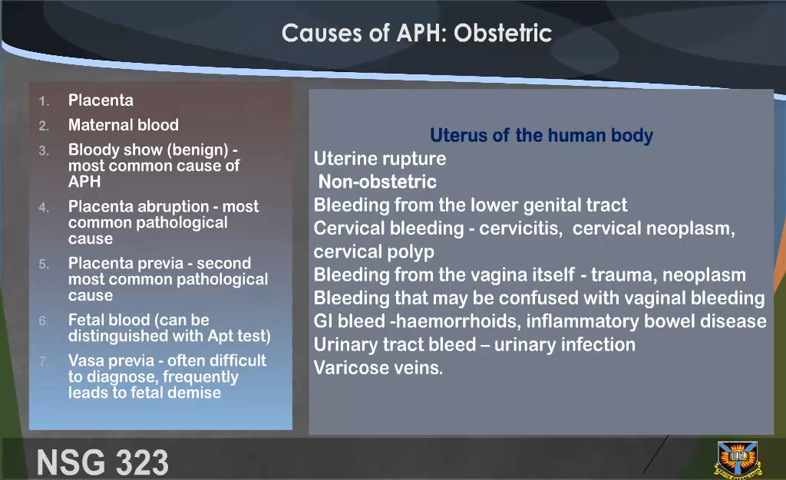 Causes of APH: Obstetric
1. Placenta
2. Maternal blood
3. Bloody show (benign) -
most common cause of
APH
4. Placenta abruption - most
common pathological
cause
5. Placenta previa - second
most common pathological
cause
6. Fetal blood (can be
distinguished with Apt test)
7. Vasa previa - often difficult
to diagnose, frequently
leads to fetal demise
Uterus of the human body
Uterine rupture
Non-obstetric
Bleeding from the lower genital tract
Cervical bleeding - cervicitis, cervical neoplasm,
cervical polyp
Bleeding from the vagina itself - trauma, neoplasm
Bleeding that may be confused with vaginal bleeding
GI bleed -haemorrhoids, inflammatory bowel disease
Urinary tract bleed – urinary infection
Varicose veins.
NSG 323